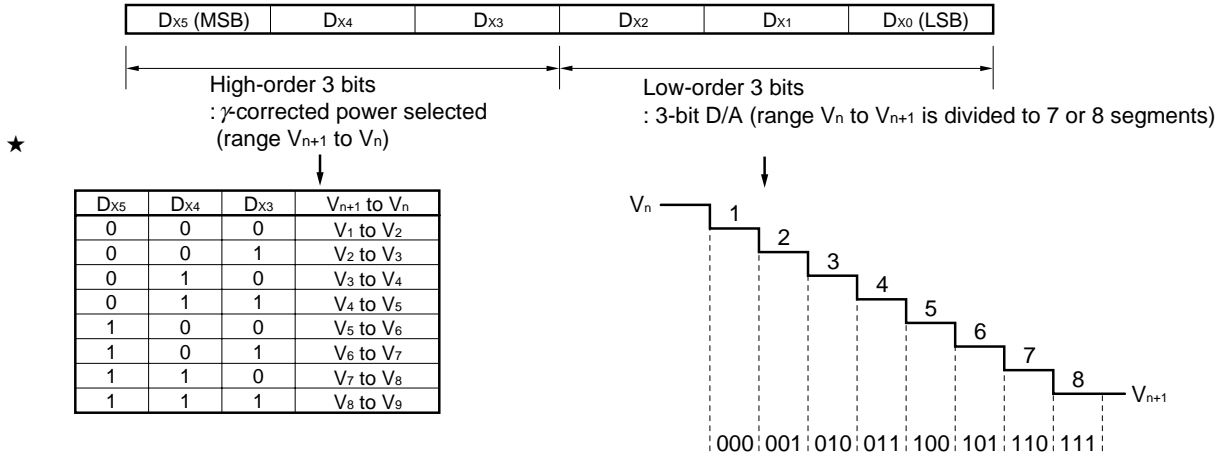 DX5 (MSB) DX4 DX3 DX2 DX1 DX0 (LSB)
High-order 3 bits
: γ-corrected power selected
(range Vn+1 to Vn)
Low-order 3 bits
: 3-bit D/A (range Vn to Vn+1 is divided to 7 or 8 segments)
★
DX5 DX4 DX3 Vn+1 to Vn
0 0 0 V1 to V2
0 0 1 V2 to V3
0 1 0 V3 to V4
0 1 1 V4 to V5
1 0 0 V5 to V6
1 0 1 V6 to V7
1 1 0 V7 to V8
1 1 1 V8 to V9
Vn
1
2
3
4
5
6
7
8
Vn+1
000 001 010 011 100 101 110 111